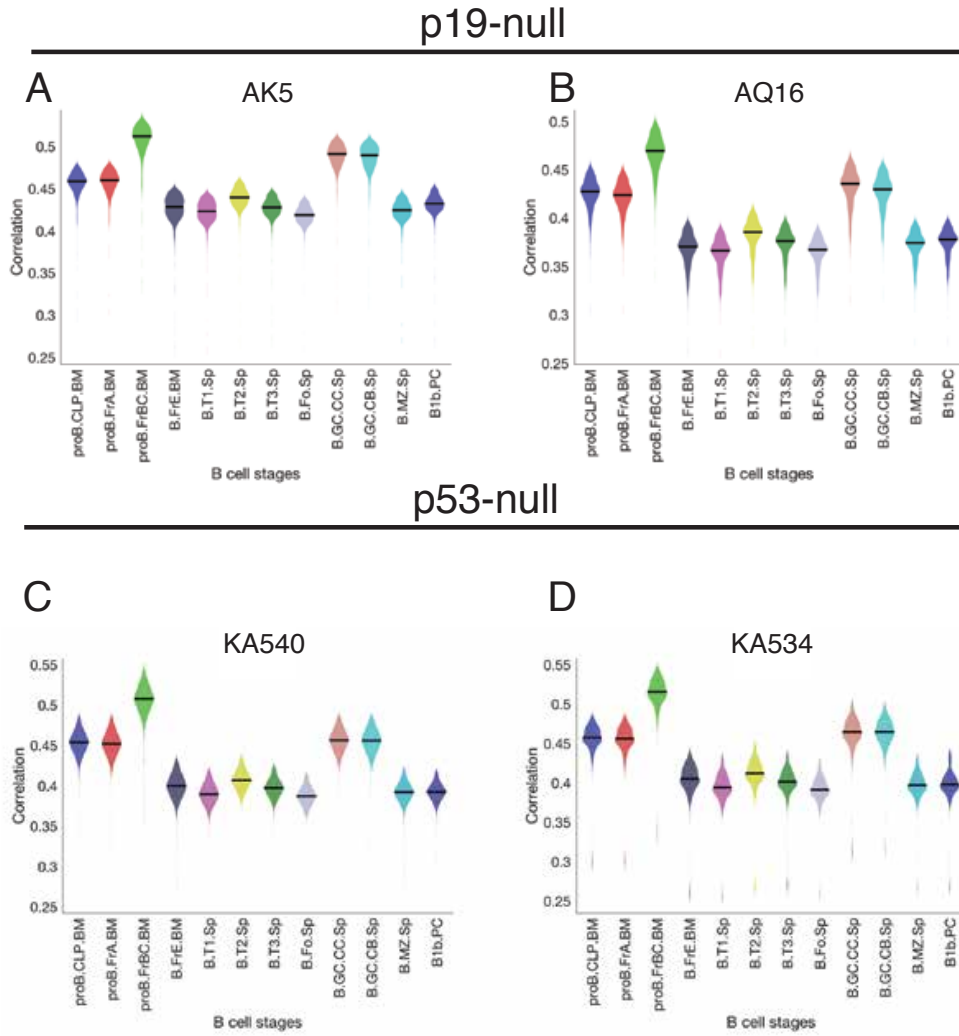 p19-null
A
AK5
Correlation
0.5
0.45
0.4
0.35
0.3
0.25
proB.CLP.BM
proB.FrA.BM
proB.FrBC.BM
B.FrE.BM
B.T1.Sp
B.T2.Sp
B.T3.Sp
B.Fo.Sp
B.GC.CC.Sp
B.GC.CB.Sp
B.MZ.Sp
B1b.PC
B cell stages
B
AQ16
Correlation
0.5
0.45
0.4
0.35
0.3
0.25
proB.CLP.BM
proB.FrA.BM
proB.FrBC.BM
B.FrE.BM
B.T1.Sp
B.T2.Sp
B.T3.Sp
B.Fo.Sp
B.GC.CC.Sp
B.GC.CB.Sp
B.MZ.Sp
B1b.PC
B cell stages
p53-null
C
KA540
Correlation
0.55
0.5
0.45
0.4
0.35
0.3
0.25
proB.CLP.BM
proB.FrA.BM
proB.FrBC.BM
B.FrE.BM
B.T1.Sp
B.T2.Sp
B.T3.Sp
B.Fo.Sp
B.GC.CC.Sp
B.GC.CB.Sp
B.MZ.Sp
B1b.PC
B cell stages
D
KA534
Correlation
0.55
0.5
0.45
0.4
0.35
0.3
0.25
proB.CLP.BM
proB.FrA.BM
proB.FrBC.BM
B.FrE.BM
B.T1.Sp
B.T2.Sp
B.T3.Sp
B.Fo.Sp
B.GC.CC.Sp
B.GC.CB.Sp
B.MZ.Sp
B1b.PC
B cell stages